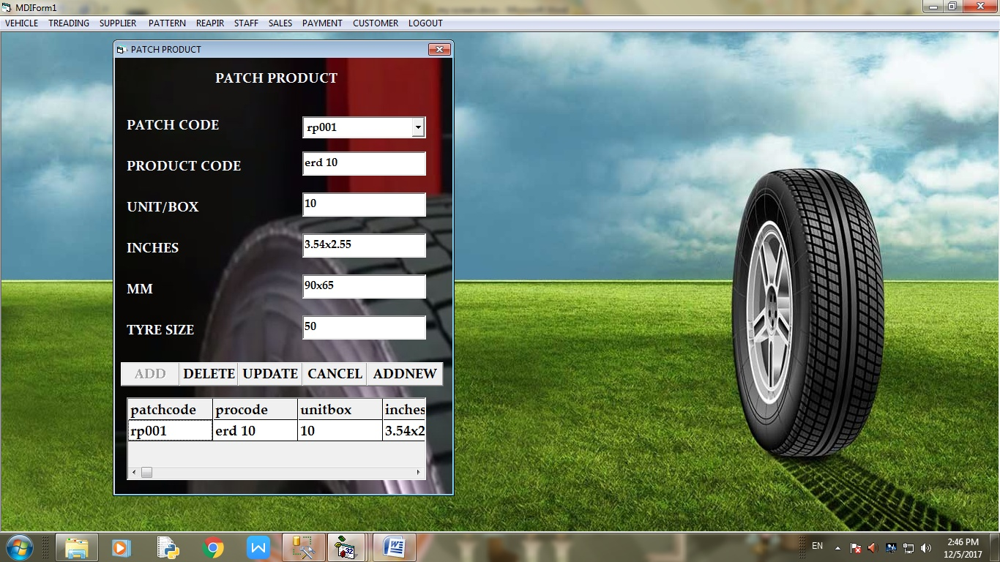 MDIForm1
VEHICLE TREADING SUPPLIER PATTERN REAPIR STAFF SALES PAYMENT CUSTOMER LOGOUT
PATCH PRODUCT
PATCH PRODUCT
PATCH CODE rp001
PRODUCT CODE erd 10
UNIT/BOX 10
INCHES 3.54x2.55
MM 90x65
TYRE SIZE 50
ADD DELETE UPDATE CANCEL ADDNEW
patchcode procode unitbox inches
rp001 erd 10 10 3.54x2
EN 2:46 PM
12/5/2017